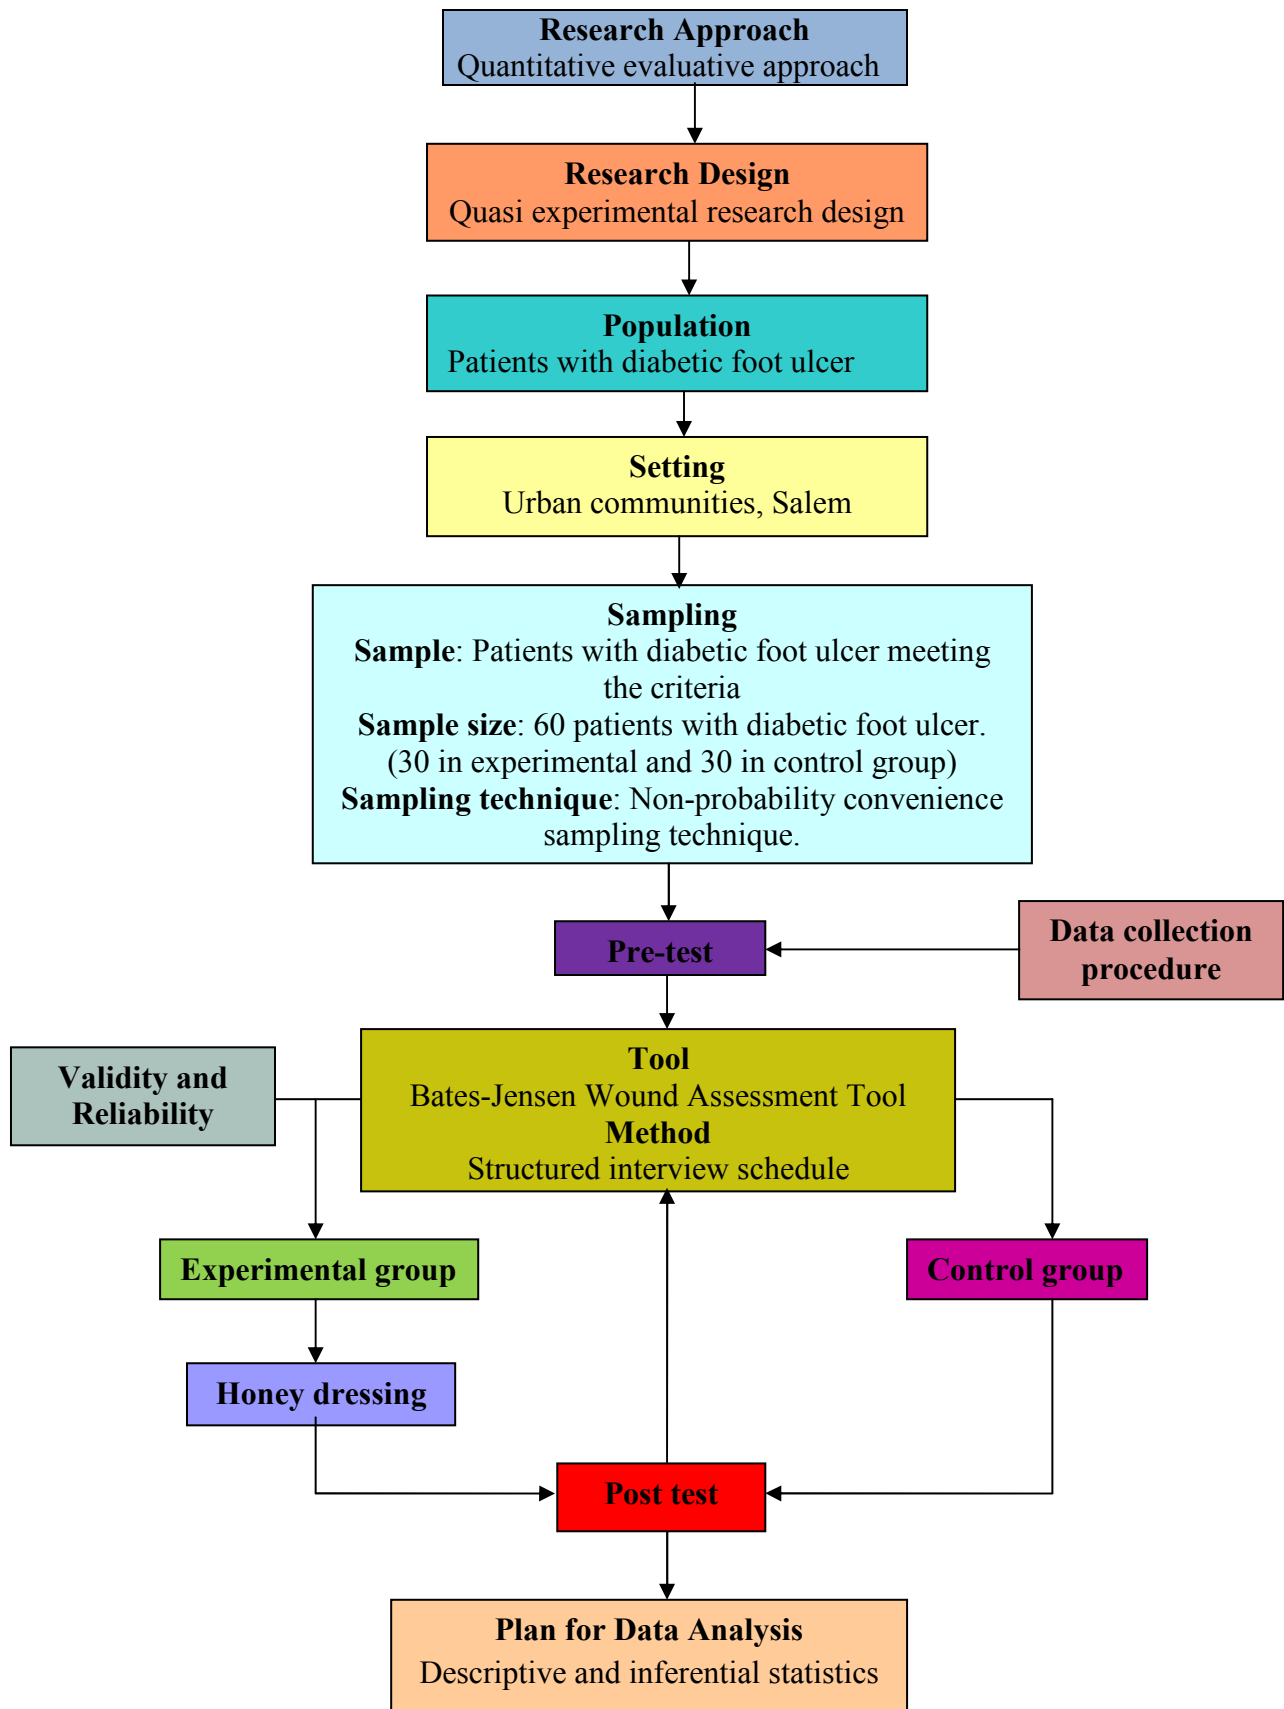 Research Approach
Quantitative evaluative approach
Research Design
Quasi experimental research design
Population
Patients with diabetic foot ulcer
Setting
Urban communities, Salem
Sampling
Sample: Patients with diabetic foot ulcer meeting
the criteria
Sample size: 60 patients with diabetic foot ulcer.
(30 in experimental and 30 in control group)
Sampling technique: Non-probability convenience
sampling technique.
Pre-test
Data collection
procedure
Tool
Bates-Jensen Wound Assessment Tool
Method
Structured interview schedule
Validity and
Reliability
Experimental group
Control group
Honey dressing
Post test
Plan for Data Analysis
Descriptive and inferential statistics